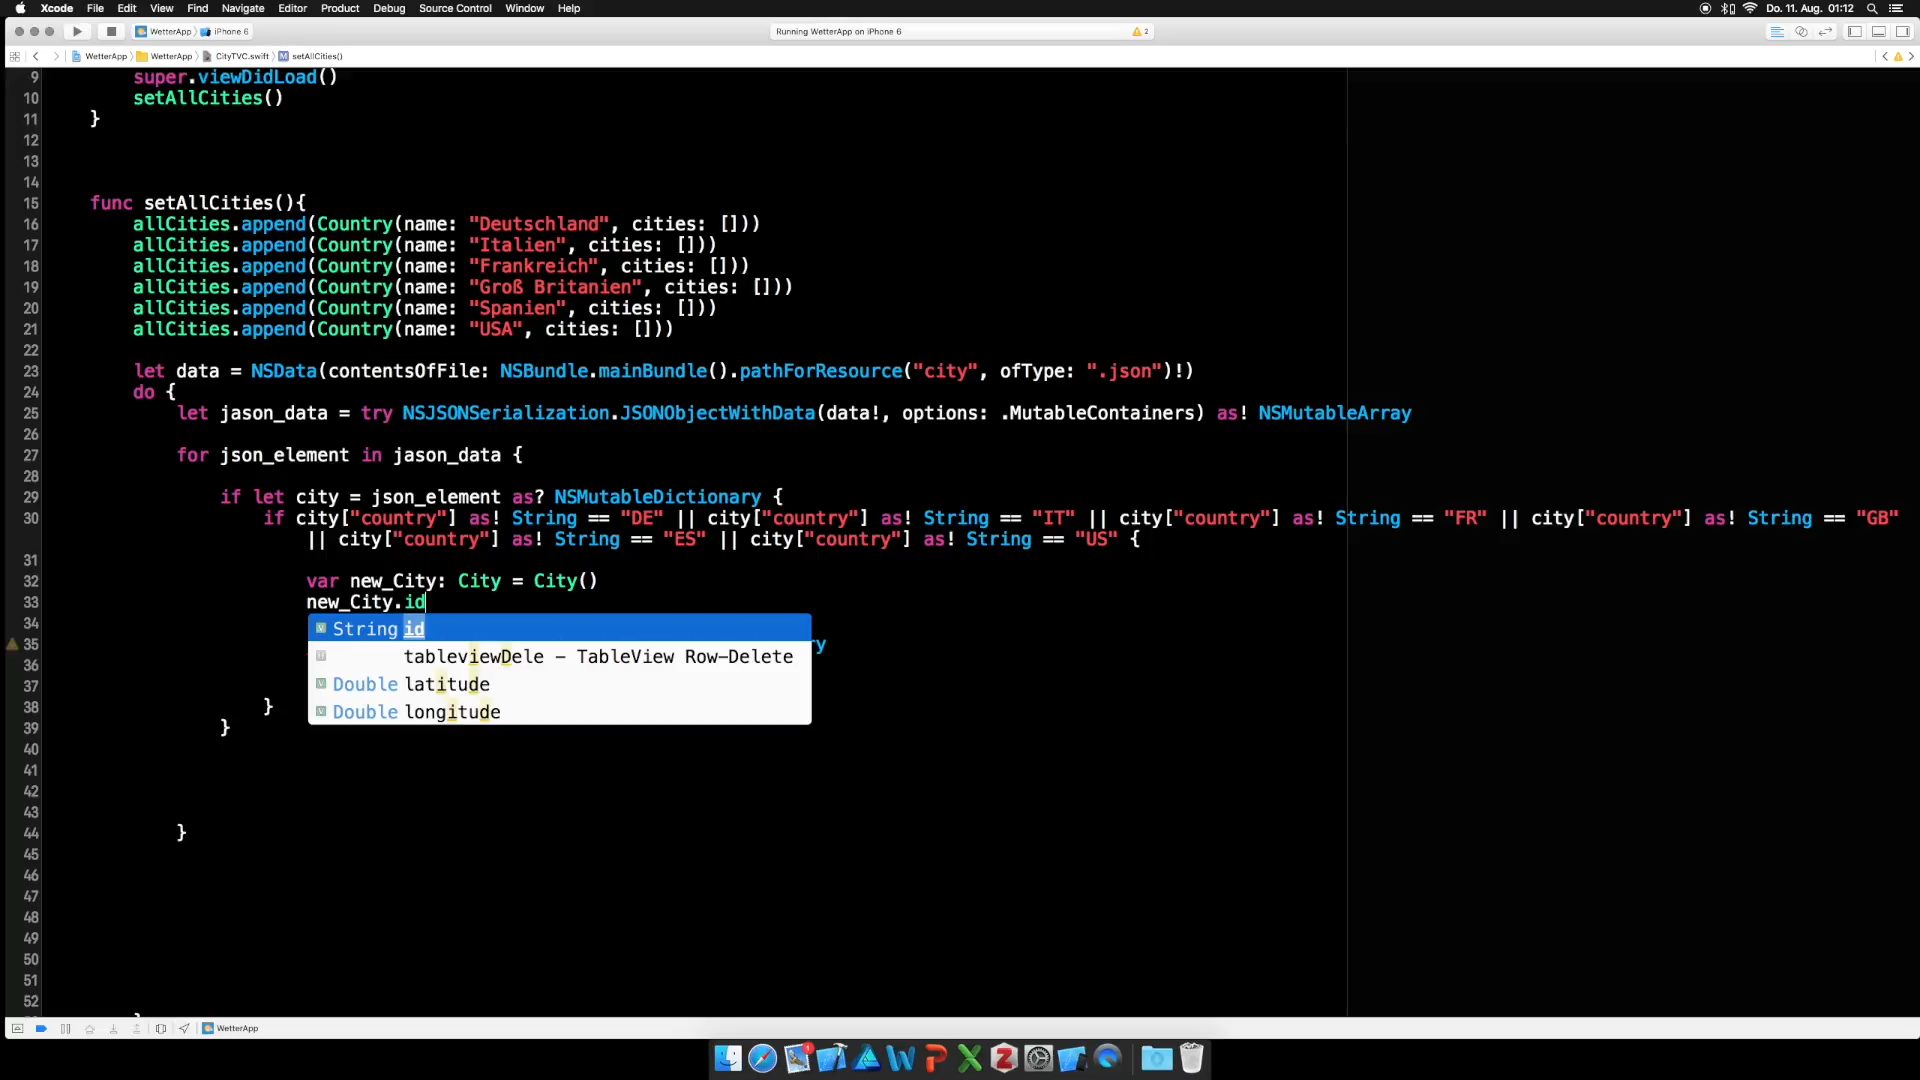 Xcode File Edit View Find Navigate Editor Product Debug Source Control Window Help Do. 11. Aug. 01:12
WetterApp iPhone 6 Running WetterApp on iPhone 6 2
WetterApp WetterApp CityTVC.swift M setAllCities()
9 super.viewDidLoad()
10 setAllCities()
11 }
12
13
14
15 func setAllCities(){
16 allCities.append(Country(name: "Deutschland", cities: []))
17 allCities.append(Country(name: "Italien", cities: []))
18 allCities.append(Country(name: "Frankreich", cities: []))
19 allCities.append(Country(name: "Groß Britanien", cities: []))
20 allCities.append(Country(name: "Spanien", cities: []))
21 allCities.append(Country(name: "USA", cities: []))
22
23 let data = NSData(contentsOfFile: NSBundle.mainBundle().pathForResource("city", ofType: ".json")!)
24 do {
25 let jason_data = try NSJSONSerialization.JSONObjectWithData(data!, options: .MutableContainers) as! NSMutableArray
26
27 for json_element in jason_data {
28
29 if let city = json_element as? NSMutableDictionary {
30 if city["country"] as! String == "DE" || city["country"] as! String == "IT" || city["country"] as! String == "FR" || city["country"] as! String == "GB"
|| city["country"] as! String == "ES" || city["country"] as! String == "US" {
31
32 var new_City: City = City()
33 new_City.id
34 V String id
35 ry
36 tableviewDele – TableView Row-Delete
37 V Double latitude
38 } V Double longitude
39 }
40
41
42
43
44 }
45
46
47
48
49
50
51
52
WetterApp
1